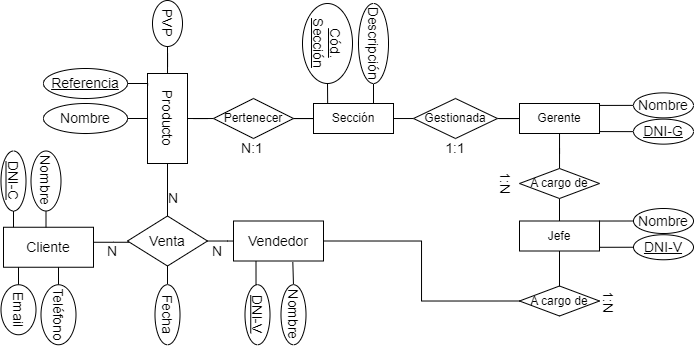 PVP
Cód.
Sección
Descripción
Referencia
Nombre
Producto
Pertenecer
N:1
Sección
Gestionada
1:1
Gerente
Nombre
DNI-G
1:N
A cargo de
DNI-C
Nombre
N
Cliente
N
Venta
N
Vendedor
Jefe
Nombre
DNI-V
Email
Teléfono
Fecha
DNI-V
Nombre
A cargo de
1:N